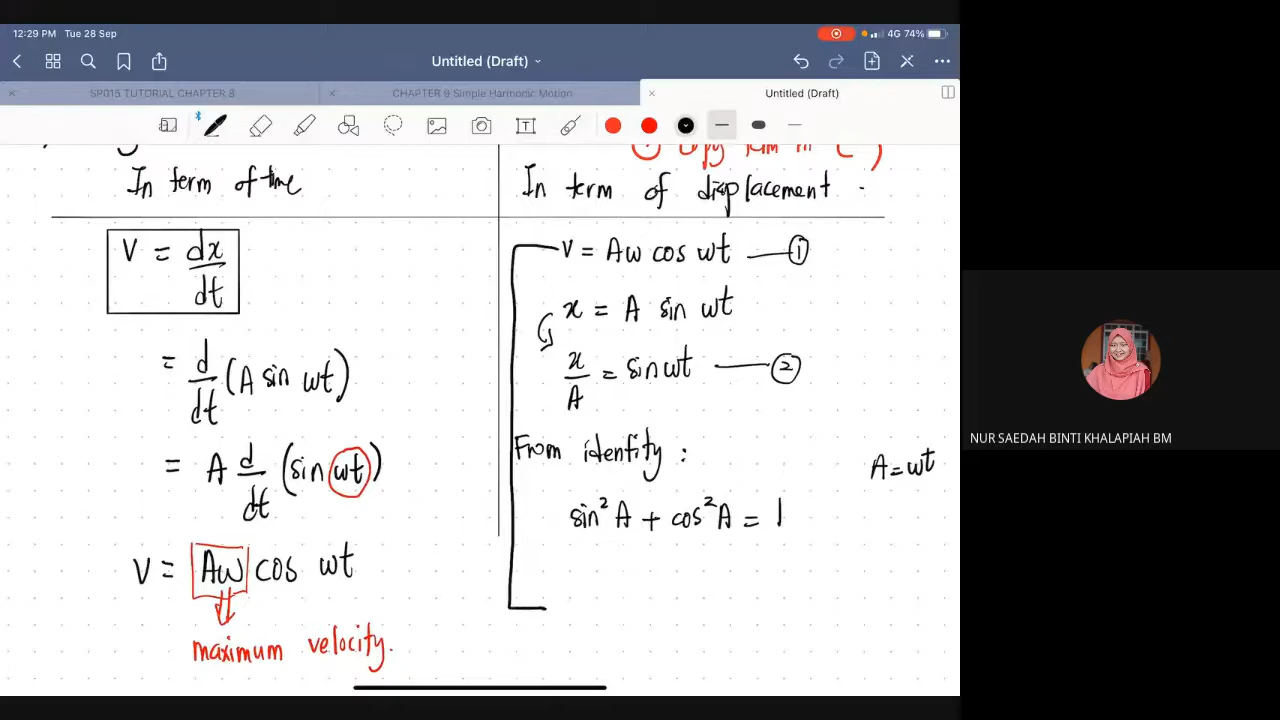 12:29 PM Tue 28 Sep
4G 74%
Untitled (Draft)
SP015 TUTORIAL CHAPTER 8
CHAPTER 9 Simple Harmonic Motion
Untitled (Draft)
In term of time
In term of displacement
V = dx/dt
= d/dt (A sin ωt)
= A d/dt (sin ωt)
V = Aω cos ωt
maximum velocity.
V = Aω cos ωt — ①
x = A sin ωt
x/A = sin ωt — ②
From identity :
sin² A + cos² A = 1
A = ωt
NUR SAEDAH BINTI KHALAPIAH BM